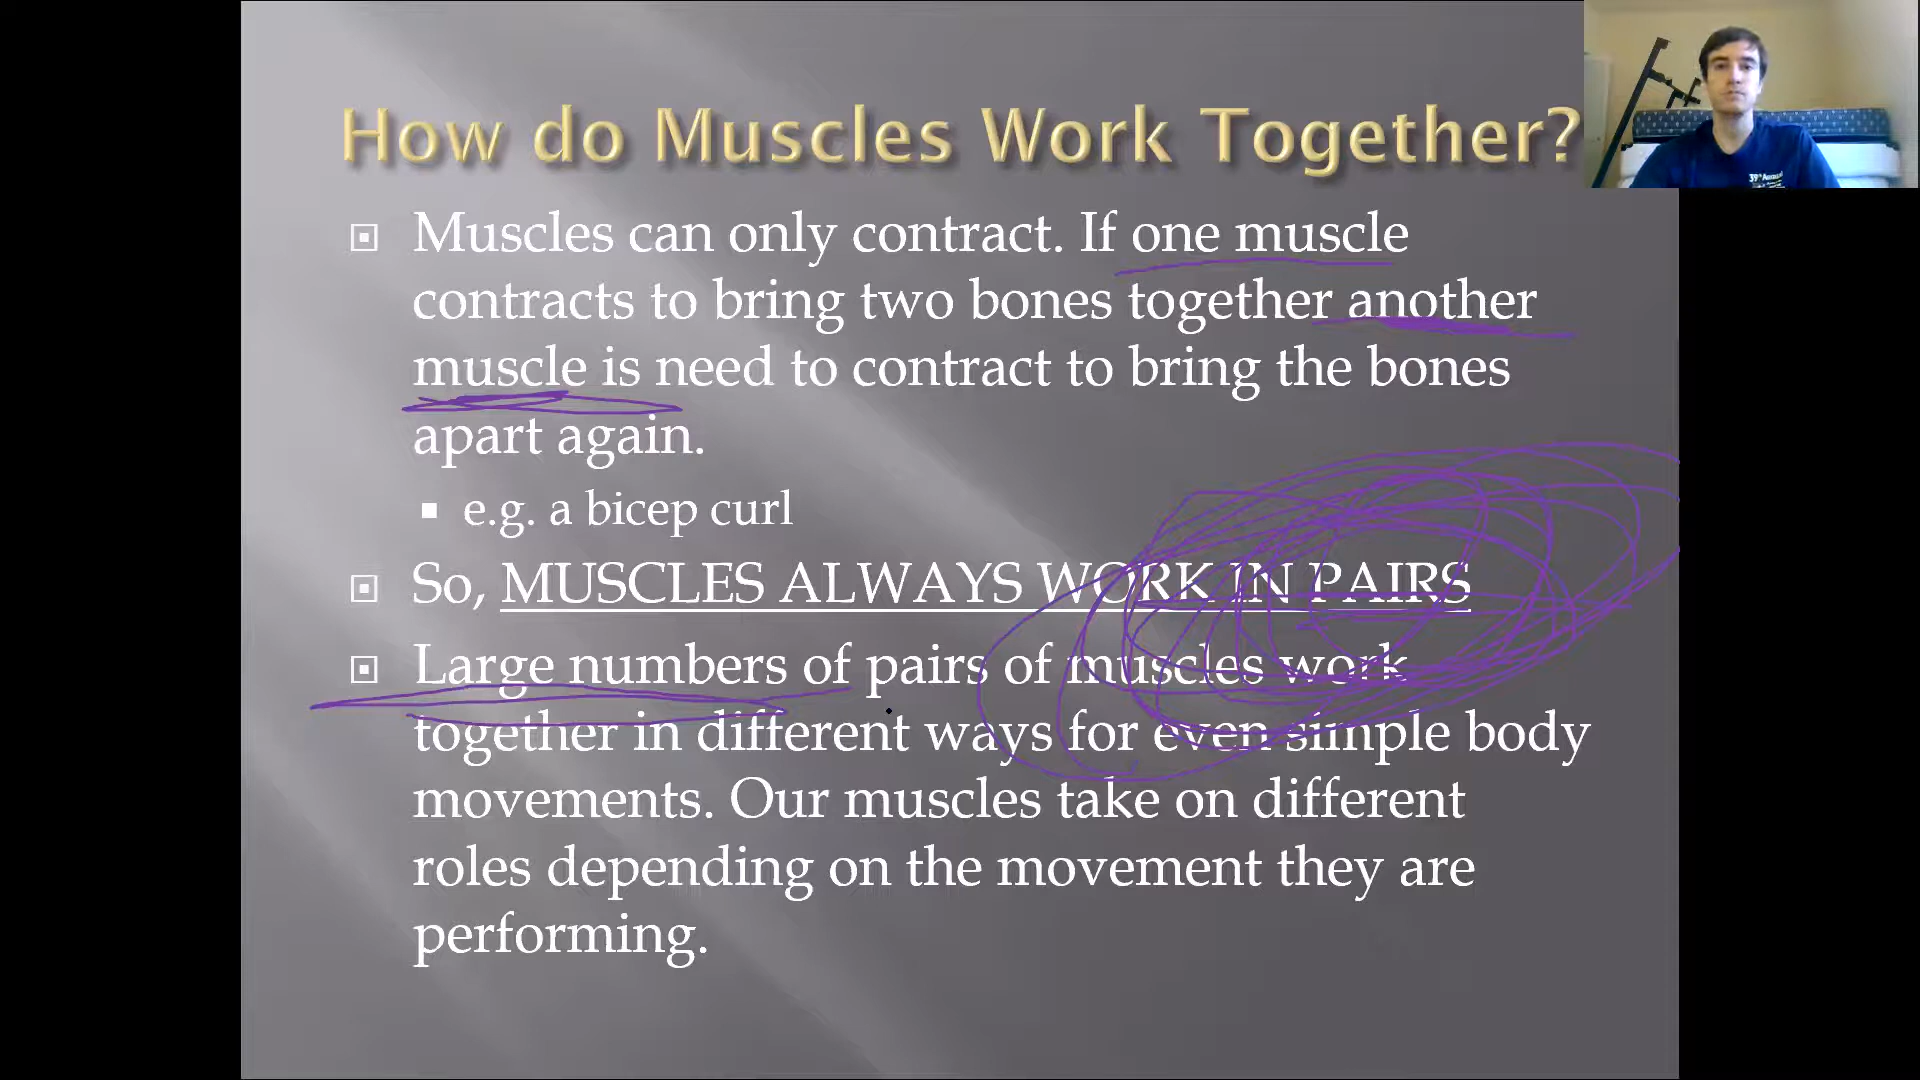 How do Muscles Work Together?
Muscles can only contract. If one muscle
contracts to bring two bones together another
muscle is need to contract to bring the bones
apart again.
e.g. a bicep curl
So, MUSCLES ALWAYS WORK IN PAIRS
Large numbers of pairs of muscles work
together in different ways for even simple body
movements. Our muscles take on different
roles depending on the movement they are
performing.